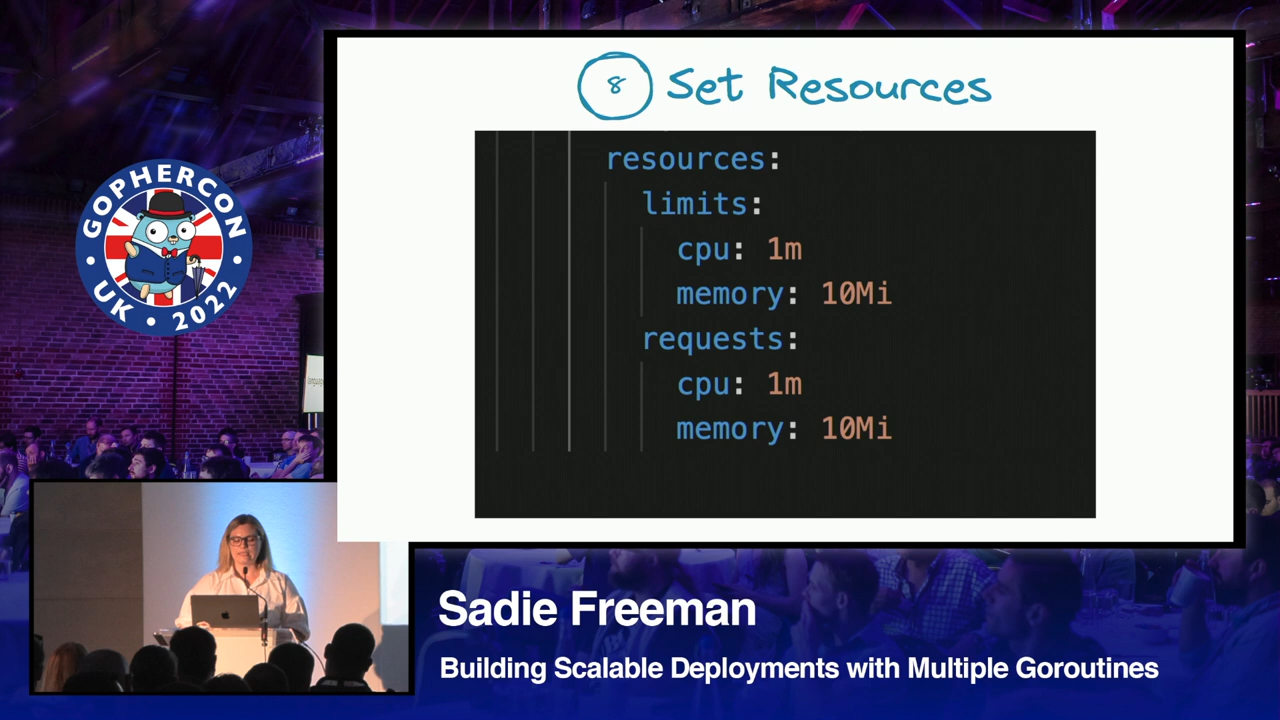 8 Set Resources
resources:
limits:
cpu: 1m
memory: 10Mi
requests:
cpu: 1m
memory: 10Mi
GOPHERCON
UK • 2022
Sadie Freeman
Building Scalable Deployments with Multiple Goroutines